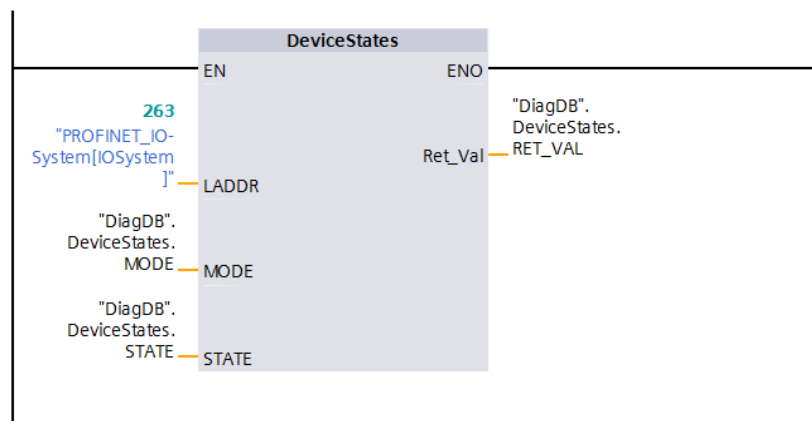 DeviceStates
EN
ENO
263
"PROFINET_IO-
System[IOSystem
]"
LADDR
"DiagDB".
DeviceStates.
RET_VAL
Ret_Val
"DiagDB".
DeviceStates.
MODE
MODE
"DiagDB".
DeviceStates.
STATE
STATE